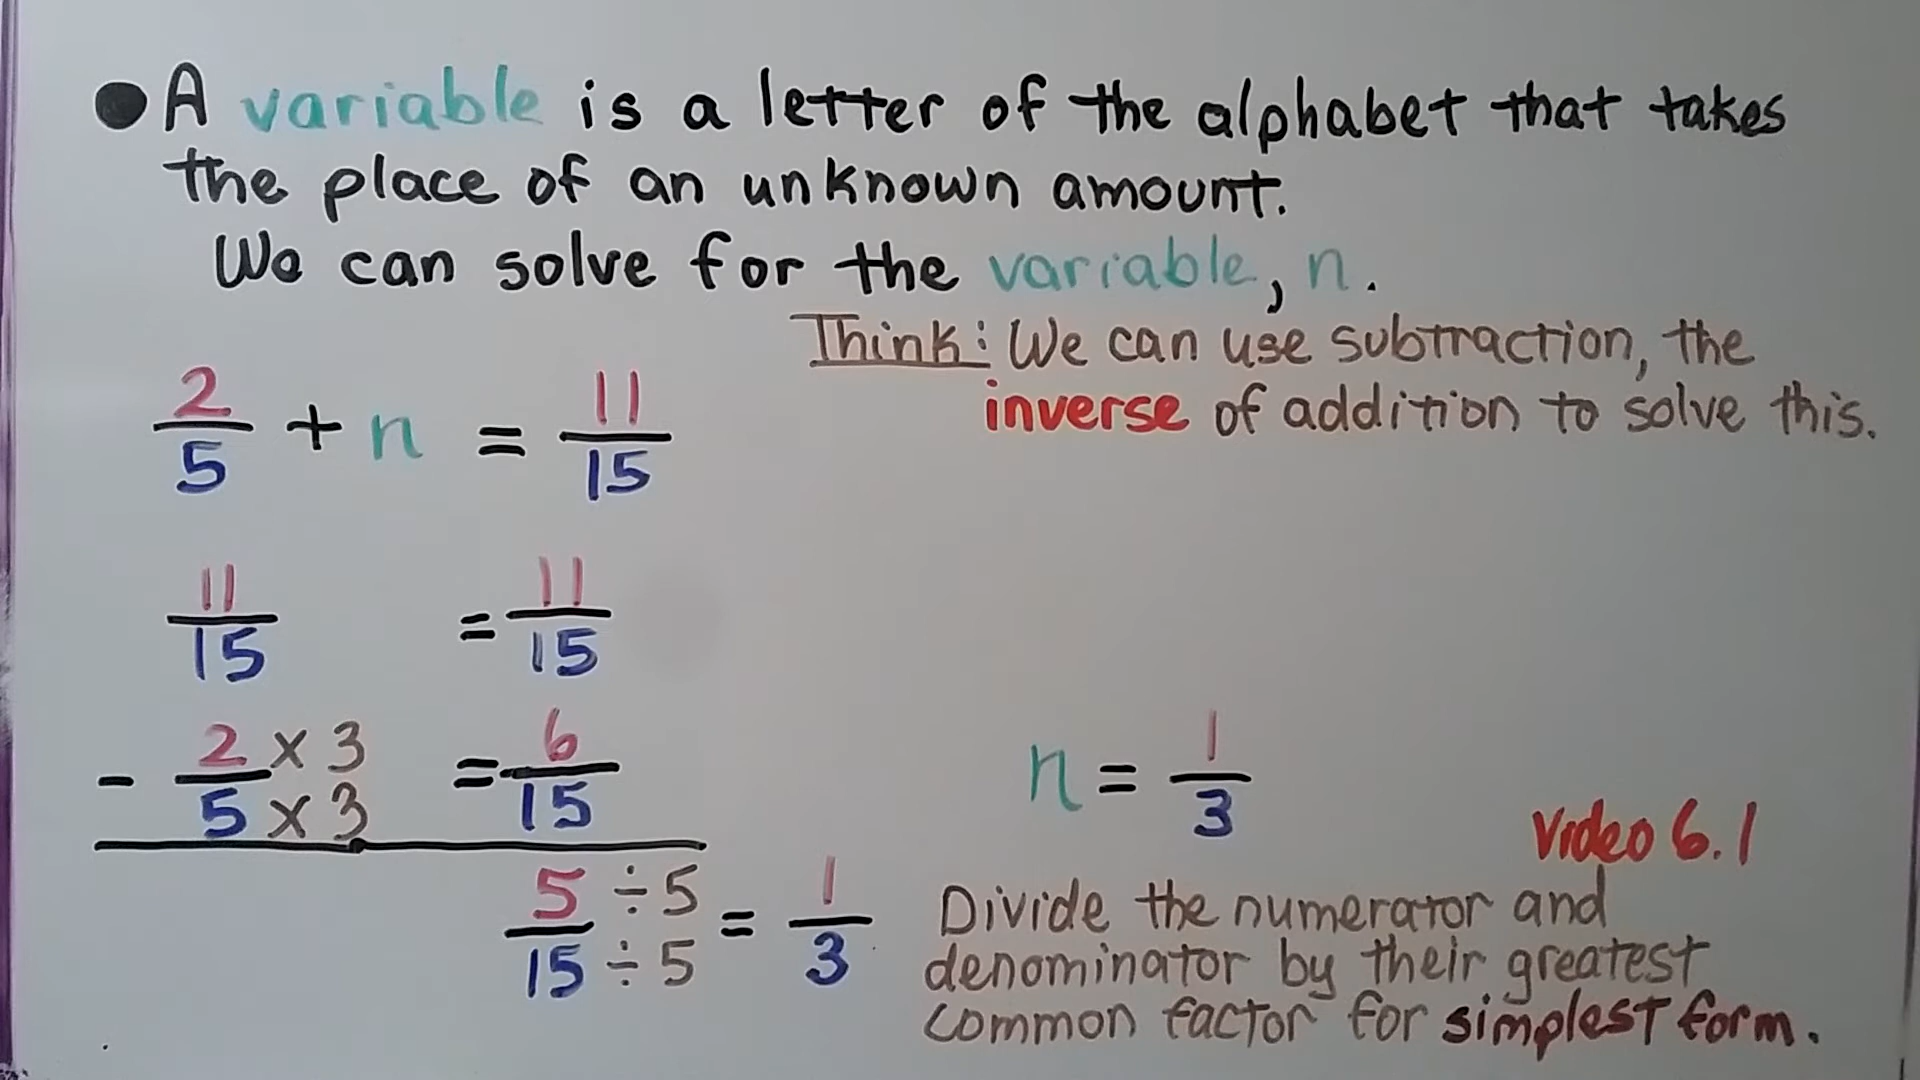 ● A variable is a letter of the alphabet that takes
the place of an unknown amount.
We can solve for the variable, n.
Think: We can use subtraction, the
inverse of addition to solve this.
2/5 + n = 11/15
11/15 = 11/15
- 2/5 x 3 x 3 = 6/15
n = 1/3
5/15 ÷5 ÷5 = 1/3
Video 6.1
Divide the numerator and
denominator by their greatest
common factor for simplest form.